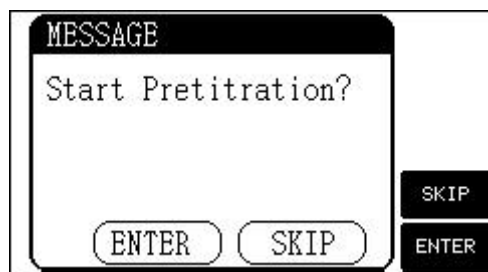 MESSAGE
Start Pretitration?
ENTER SKIP
SKIP
ENTER